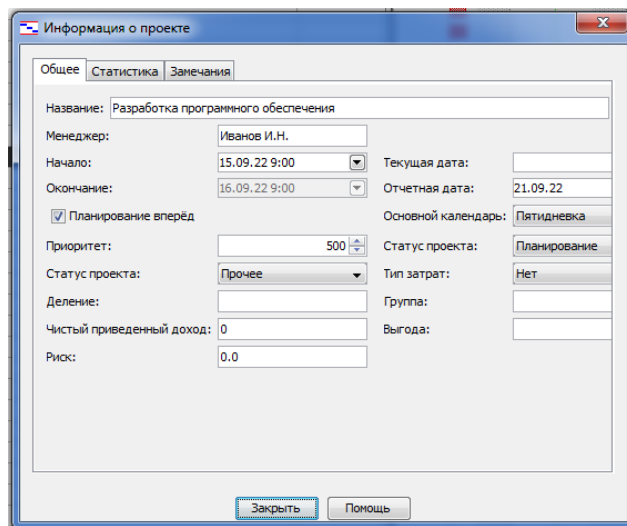 Информация о проекте
Общее Статистика Замечания
Название: Разработка программного обеспечения
Менеджер: Иванов И.Н.
Начало: 15.09.22 9:00 Текущая дата:
Окончание: 16.09.22 9:00 Отчетная дата: 21.09.22
Планирование вперёд Основной календарь: Пятидневка
Приоритет: 500 Статус проекта: Планирование
Статус проекта: Прочее Тип затрат: Нет
Деление: Группа:
Чистый приведенный доход: 0 Выгода:
Риск: 0.0
Закрыть Помощь